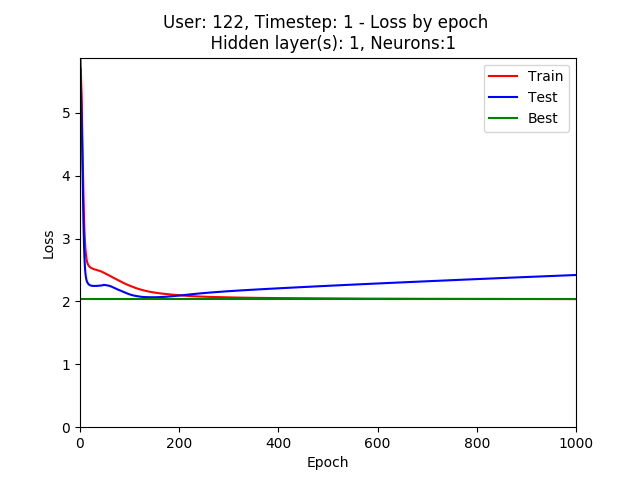 User: 122, Timestep: 1 - Loss by epoch
Hidden layer(s): 1, Neurons:1
Train
Test
Best
Loss
5
4
3
2
1
0
0
200
400
600
800
1000
Epoch